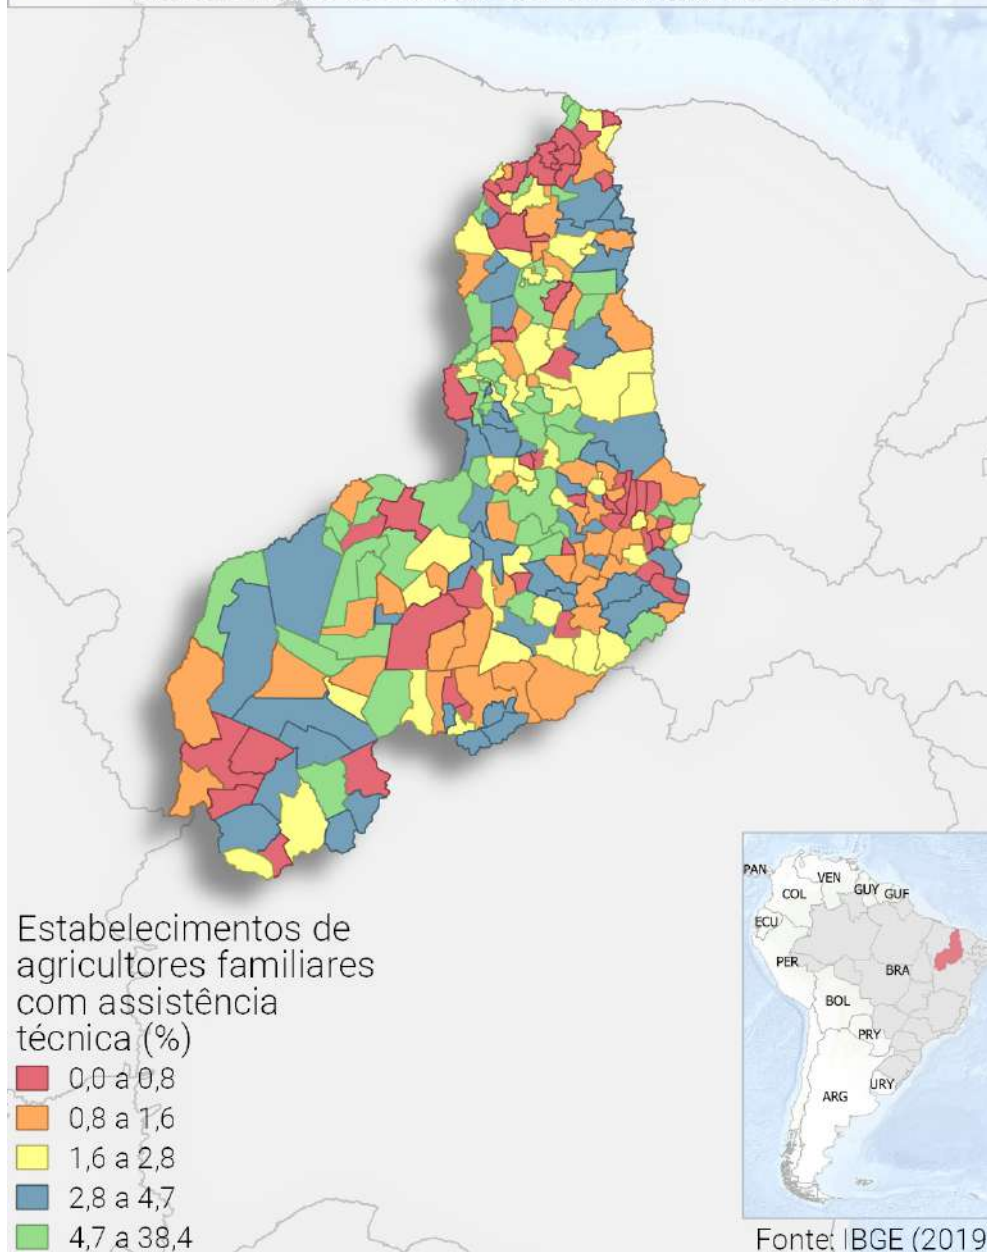 PAN
VEN
GUY
GUF
COL
ECU
PER
BRA
BOL
PRY
ARG
URY
Estabelecimentos de
agricultores familiares
com assistência
técnica (%)
0,0 a 0,8
0,8 a 1,6
1,6 a 2,8
2,8 a 4,7
4,7 a 38,4
Fonte: IBGE (2019